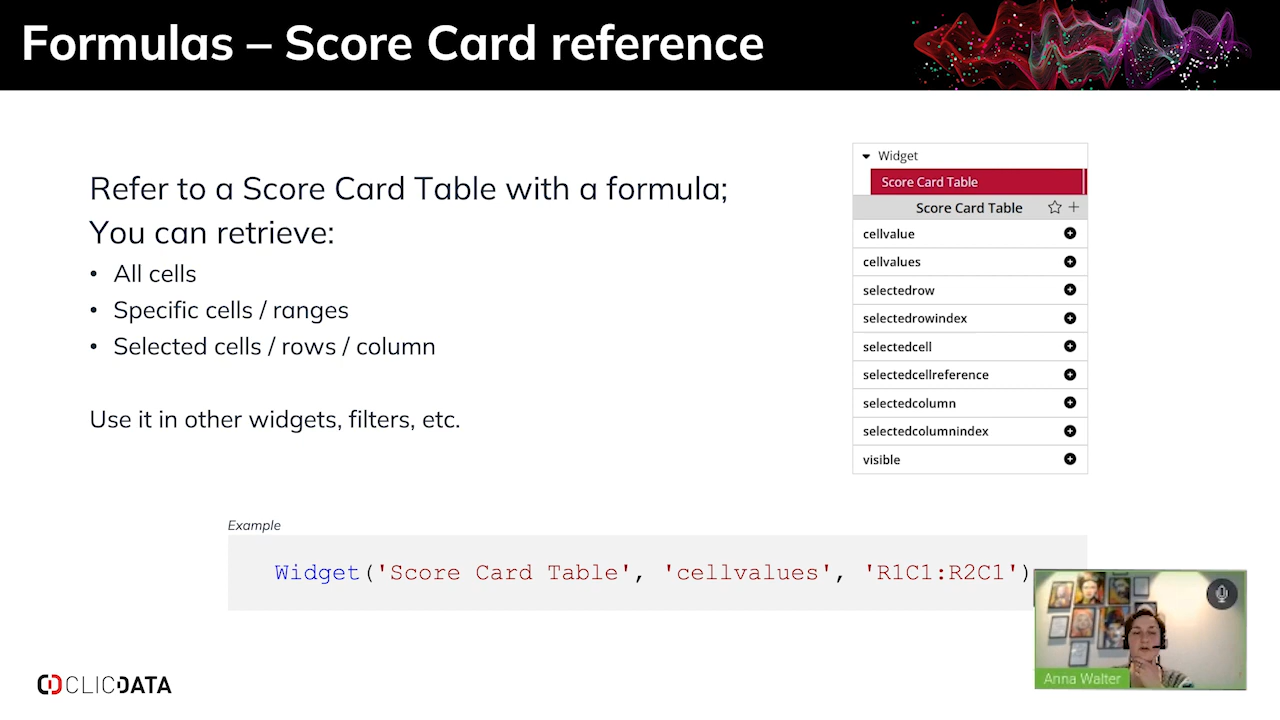 Formulas – Score Card reference
Refer to a Score Card Table with a formula;
You can retrieve:
• All cells
• Specific cells / ranges
• Selected cells / rows / column
Use it in other widgets, filters, etc.
Widget
Score Card Table
Score Card Table
cellvalue
cellvalues
selectedrow
selectedrowindex
selectedcell
selectedcellreference
selectedcolumn
selectedcolumnindex
visible
Example
Widget('Score Card Table', 'cellvalues', 'R1C1:R2C1')
Anna Walter
CLICDATA